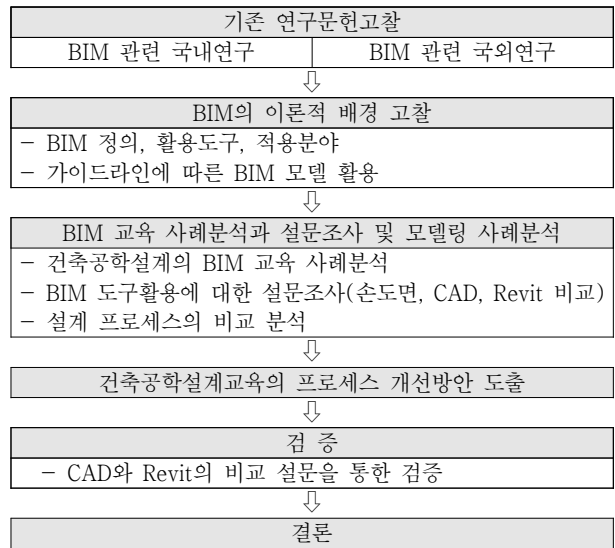 기존 연구문헌고찰
BIM 관련 국내연구
BIM 관련 국외연구
BIM의 이론적 배경 고찰
- BIM 정의, 활용도구, 적용분야
- 가이드라인에 따른 BIM 모델 활용
BIM 교육 사례분석과 설문조사 및 모델링 사례분석
- 건축공학설계의 BIM 교육 사례분석
- BIM 도구활용에 대한 설문조사(손도면, CAD, Revit 비교)
- 설계 프로세스의 비교 분석
건축공학설계교육의 프로세스 개선방안 도출
검 증
- CAD와 Revit의 비교 설문을 통한 검증
결론